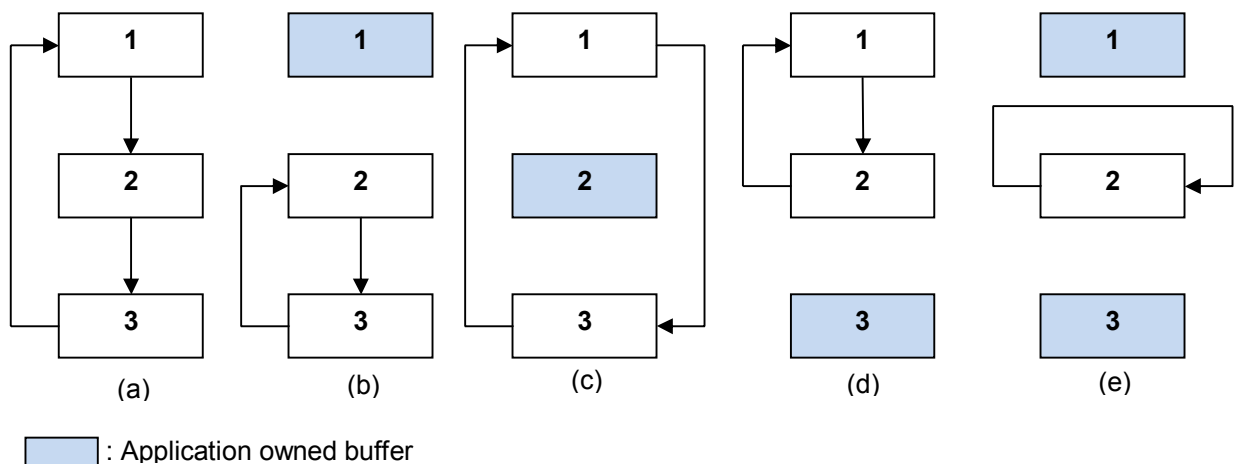 1 1 1 1 1
2 2 2 2 2
3 3 3 3 3
(a) (b) (c) (d) (e)
: Application owned buffer